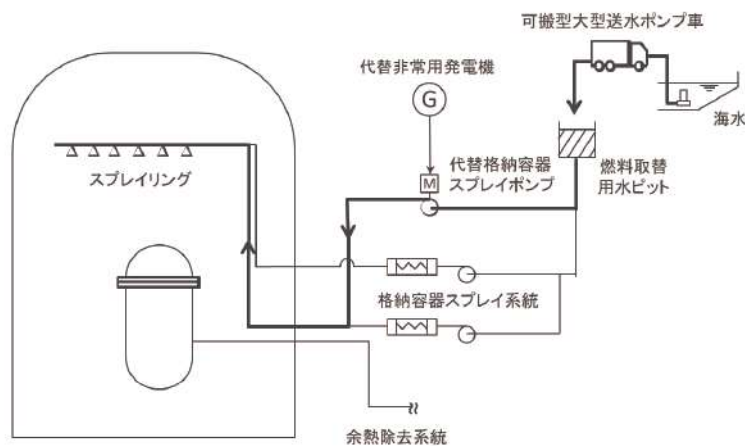 可搬型大型送水ポンプ車
代替非常用発電機
G
海水
M
代替格納容器
スプレイポンプ
燃料取替
用水ピット
スプレイリング
格納容器スプレイ系統
余熱除去系統